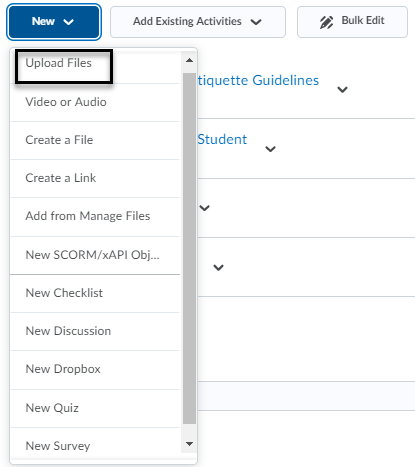 New
Add Existing Activities
Bulk Edit
Upload Files
tiquette Guidelines
Video or Audio
Create a File
Student
Create a Link
Add from Manage Files
New SCORM/xAPI Obj...
New Checklist
New Discussion
New Dropbox
New Quiz
New Survey